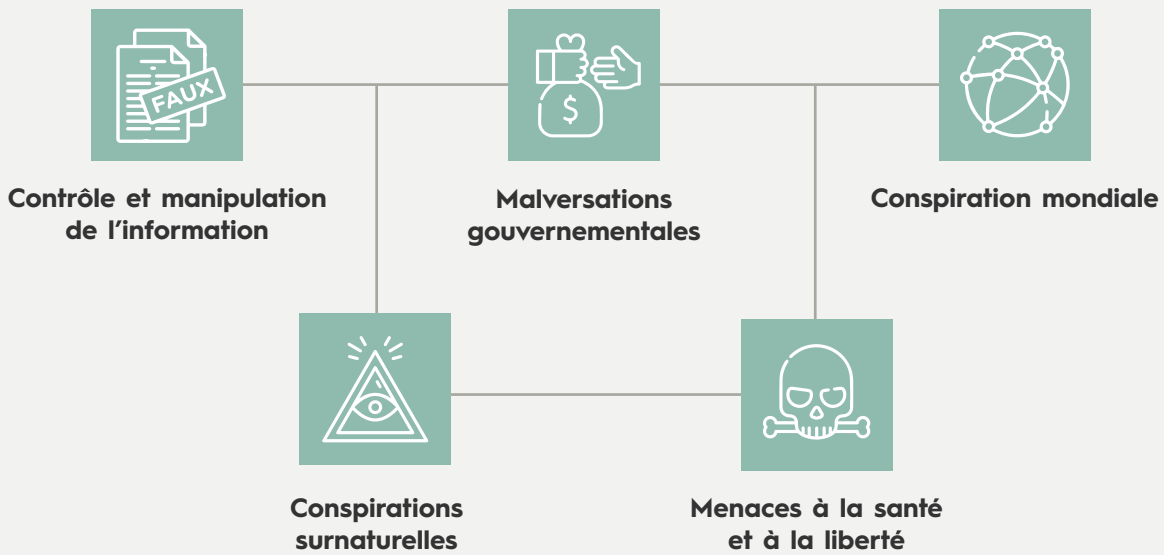 FAUX
$
Contrôle et manipulation
de l’information
Malversations
gouvernementales
Conspiration mondiale
Conspirations
surnaturelles
Menaces à la santé
et à la liberté